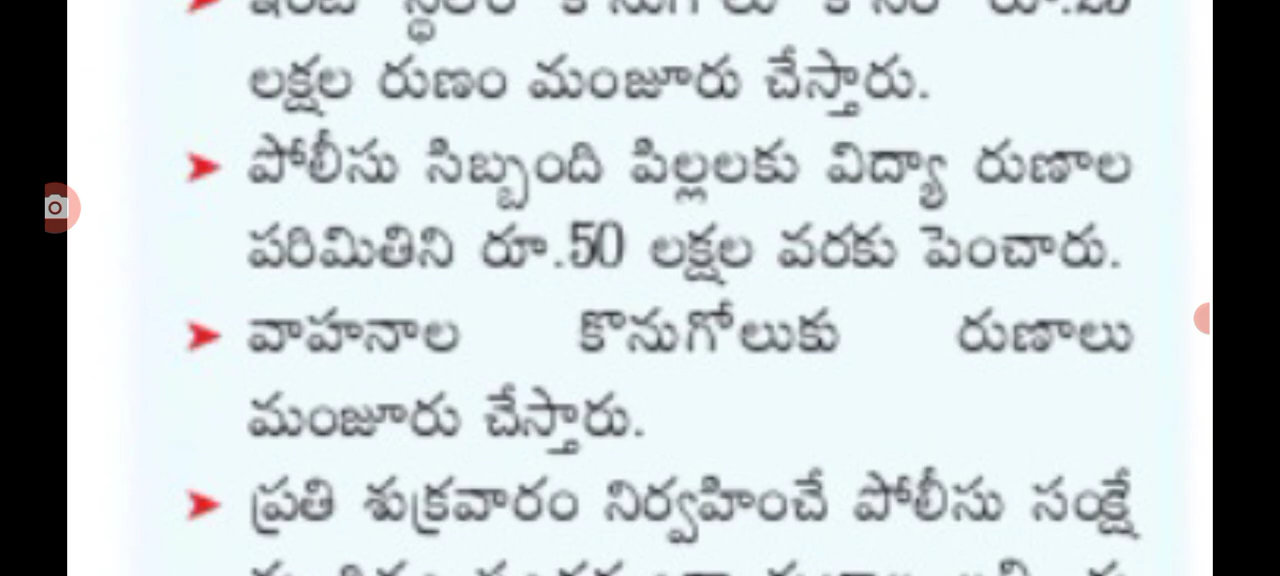 లక్షల రుణం మంజూరు చేస్తారు.
➤ పోలీసు సిబ్బంది పిల్లలకు విద్యా రుణాల
పరిమితిని రూ.50 లక్షల వరకు పెంచారు.
➤ వాహనాల కొనుగోలుకు రుణాలు
మంజూరు చేస్తారు.
➤ ప్రతి శుక్రవారం నిర్వహించే పోలీసు సంక్షే